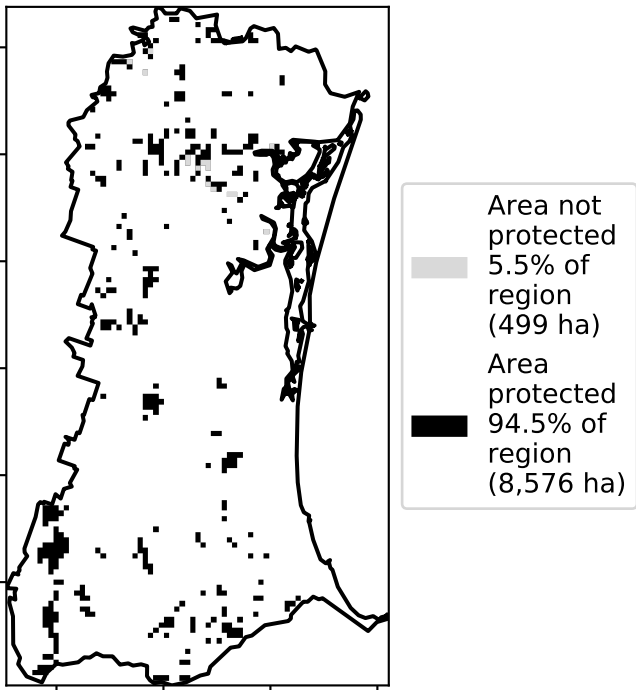 Area not
protected
5.5% of
region
(499 ha)
Area
protected
94.5% of
region
(8,576 ha)